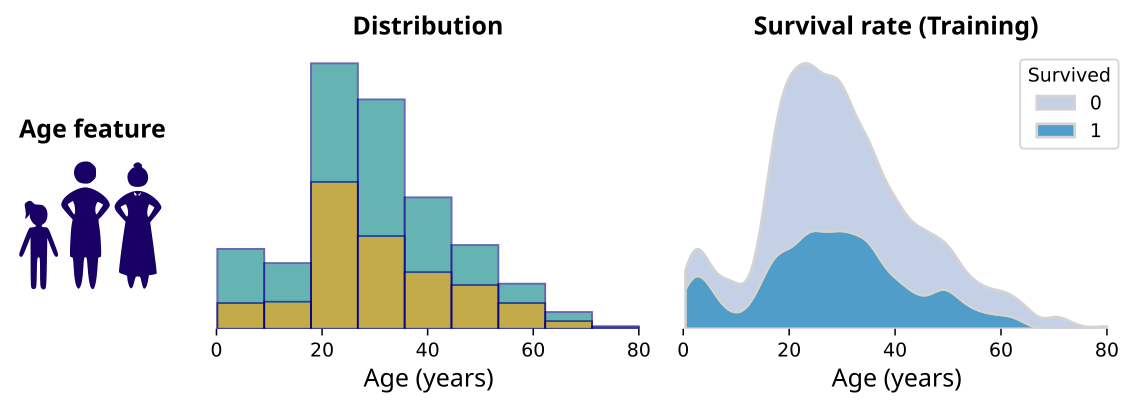 Age feature
Distribution
0 20 40 60 80
Age (years)
Survival rate (Training)
Survived
0
1
0 20 40 60 80
Age (years)